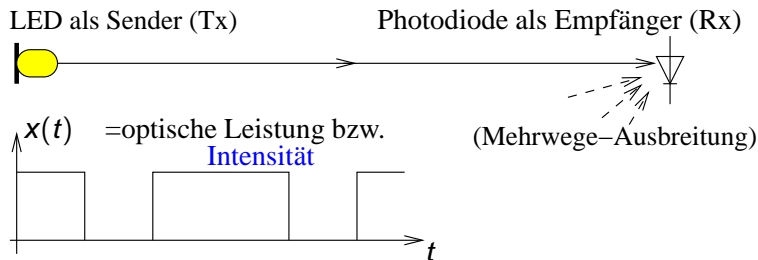 LED als Sender (Tx)
Photodiode als Empfänger (Rx)
x(t) =optische Leistung bzw.
Intensität
(Mehrwege−Ausbreitung)
t